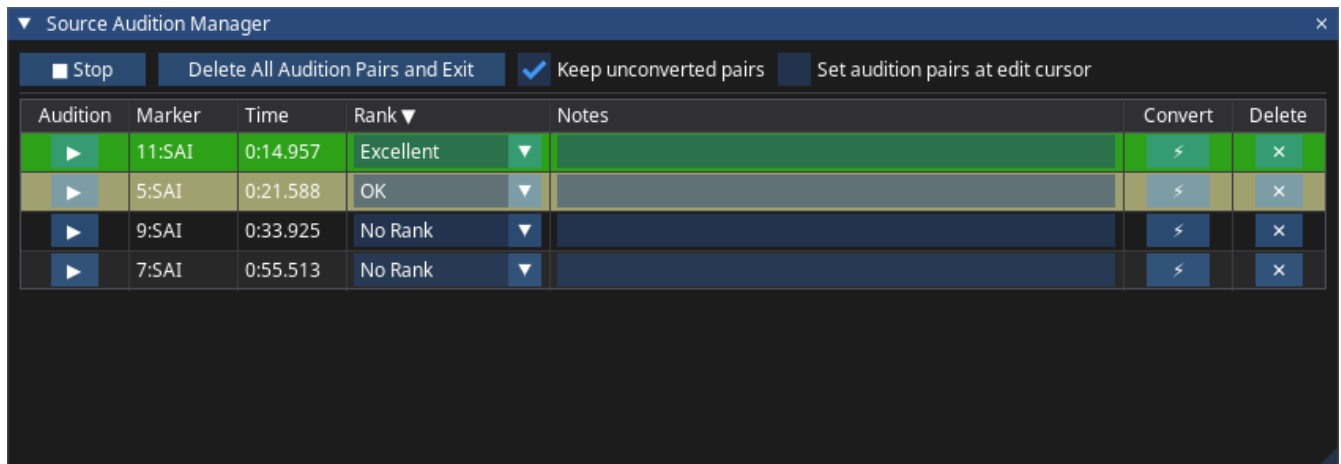 ▼ Source Audition Manager ×
■ Stop Delete All Audition Pairs and Exit ✓ Keep unconverted pairs Set audition pairs at edit cursor
Audition Marker Time Rank▼ Notes Convert Delete
▶ 11:SAI 0:14.957 Excellent ▼ ⚡ ×
▶ 5:SAI 0:21.588 OK ▼ ⚡ ×
▶ 9:SAI 0:33.925 No Rank ▼ ⚡ ×
▶ 7:SAI 0:55.513 No Rank ▼ ⚡ ×